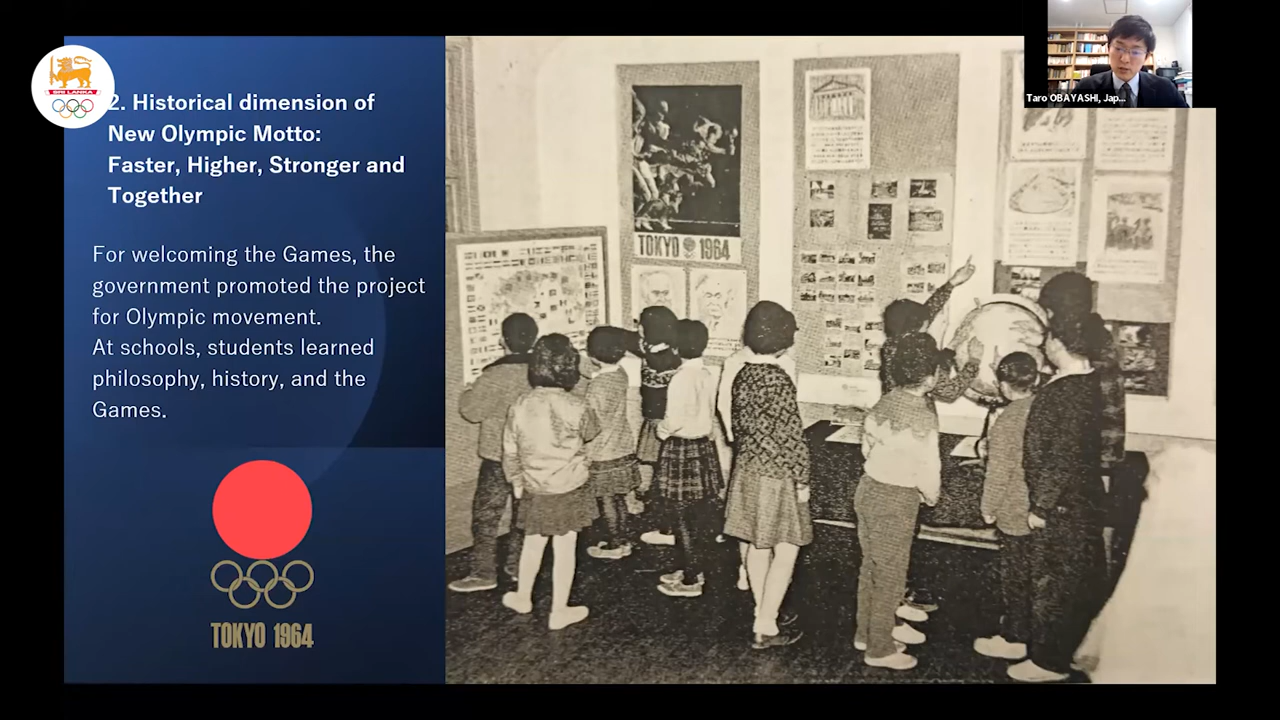 SRI LANKA
2. Historical dimension of
New Olympic Motto:
Faster, Higher, Stronger and
Together
For welcoming the Games, the
government promoted the project
for Olympic movement.
At schools, students learned
philosophy, history, and the
Games.
TOKYO 1964
TOKYO 1964
Taro OBAYASHI, Jap...